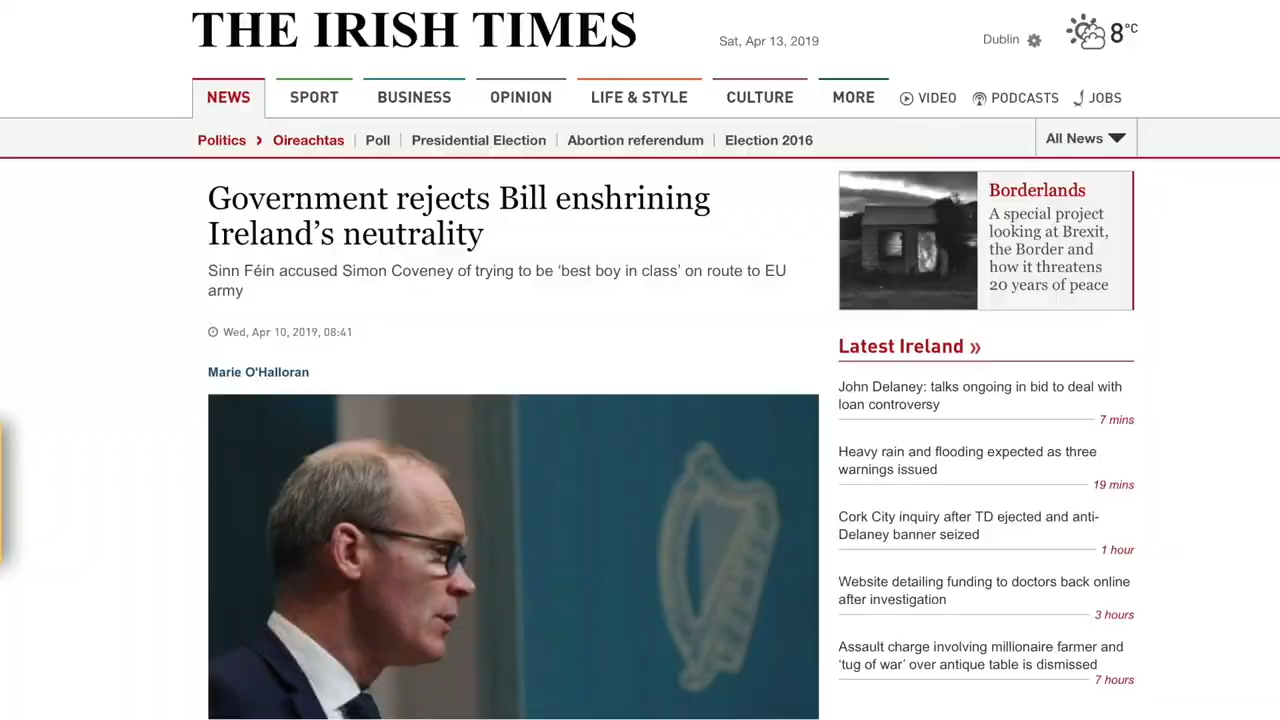 THE IRISH TIMES
Sat, Apr 13, 2019
Dublin
8°C
NEWS
SPORT
BUSINESS
OPINION
LIFE & STYLE
CULTURE
MORE
VIDEO
PODCASTS
JOBS
Politics
Oireachtas
Poll
Presidential Election
Abortion referendum
Election 2016
All News
Government rejects Bill enshrining
Ireland’s neutrality
Sinn Féin accused Simon Coveney of trying to be ‘best boy in class’ on route to EU
army
Wed, Apr 10, 2019, 08:41
Marie O'Halloran
Borderlands
A special project
looking at Brexit,
the Border and
how it threatens
20 years of peace
Latest Ireland »
John Delaney: talks ongoing in bid to deal with
loan controversy
7 mins
Heavy rain and flooding expected as three
warnings issued
19 mins
Cork City inquiry after TD ejected and anti-
Delaney banner seized
1 hour
Website detailing funding to doctors back online
after investigation
3 hours
Assault charge involving millionaire farmer and
‘tug of war’ over antique table is dismissed
7 hours